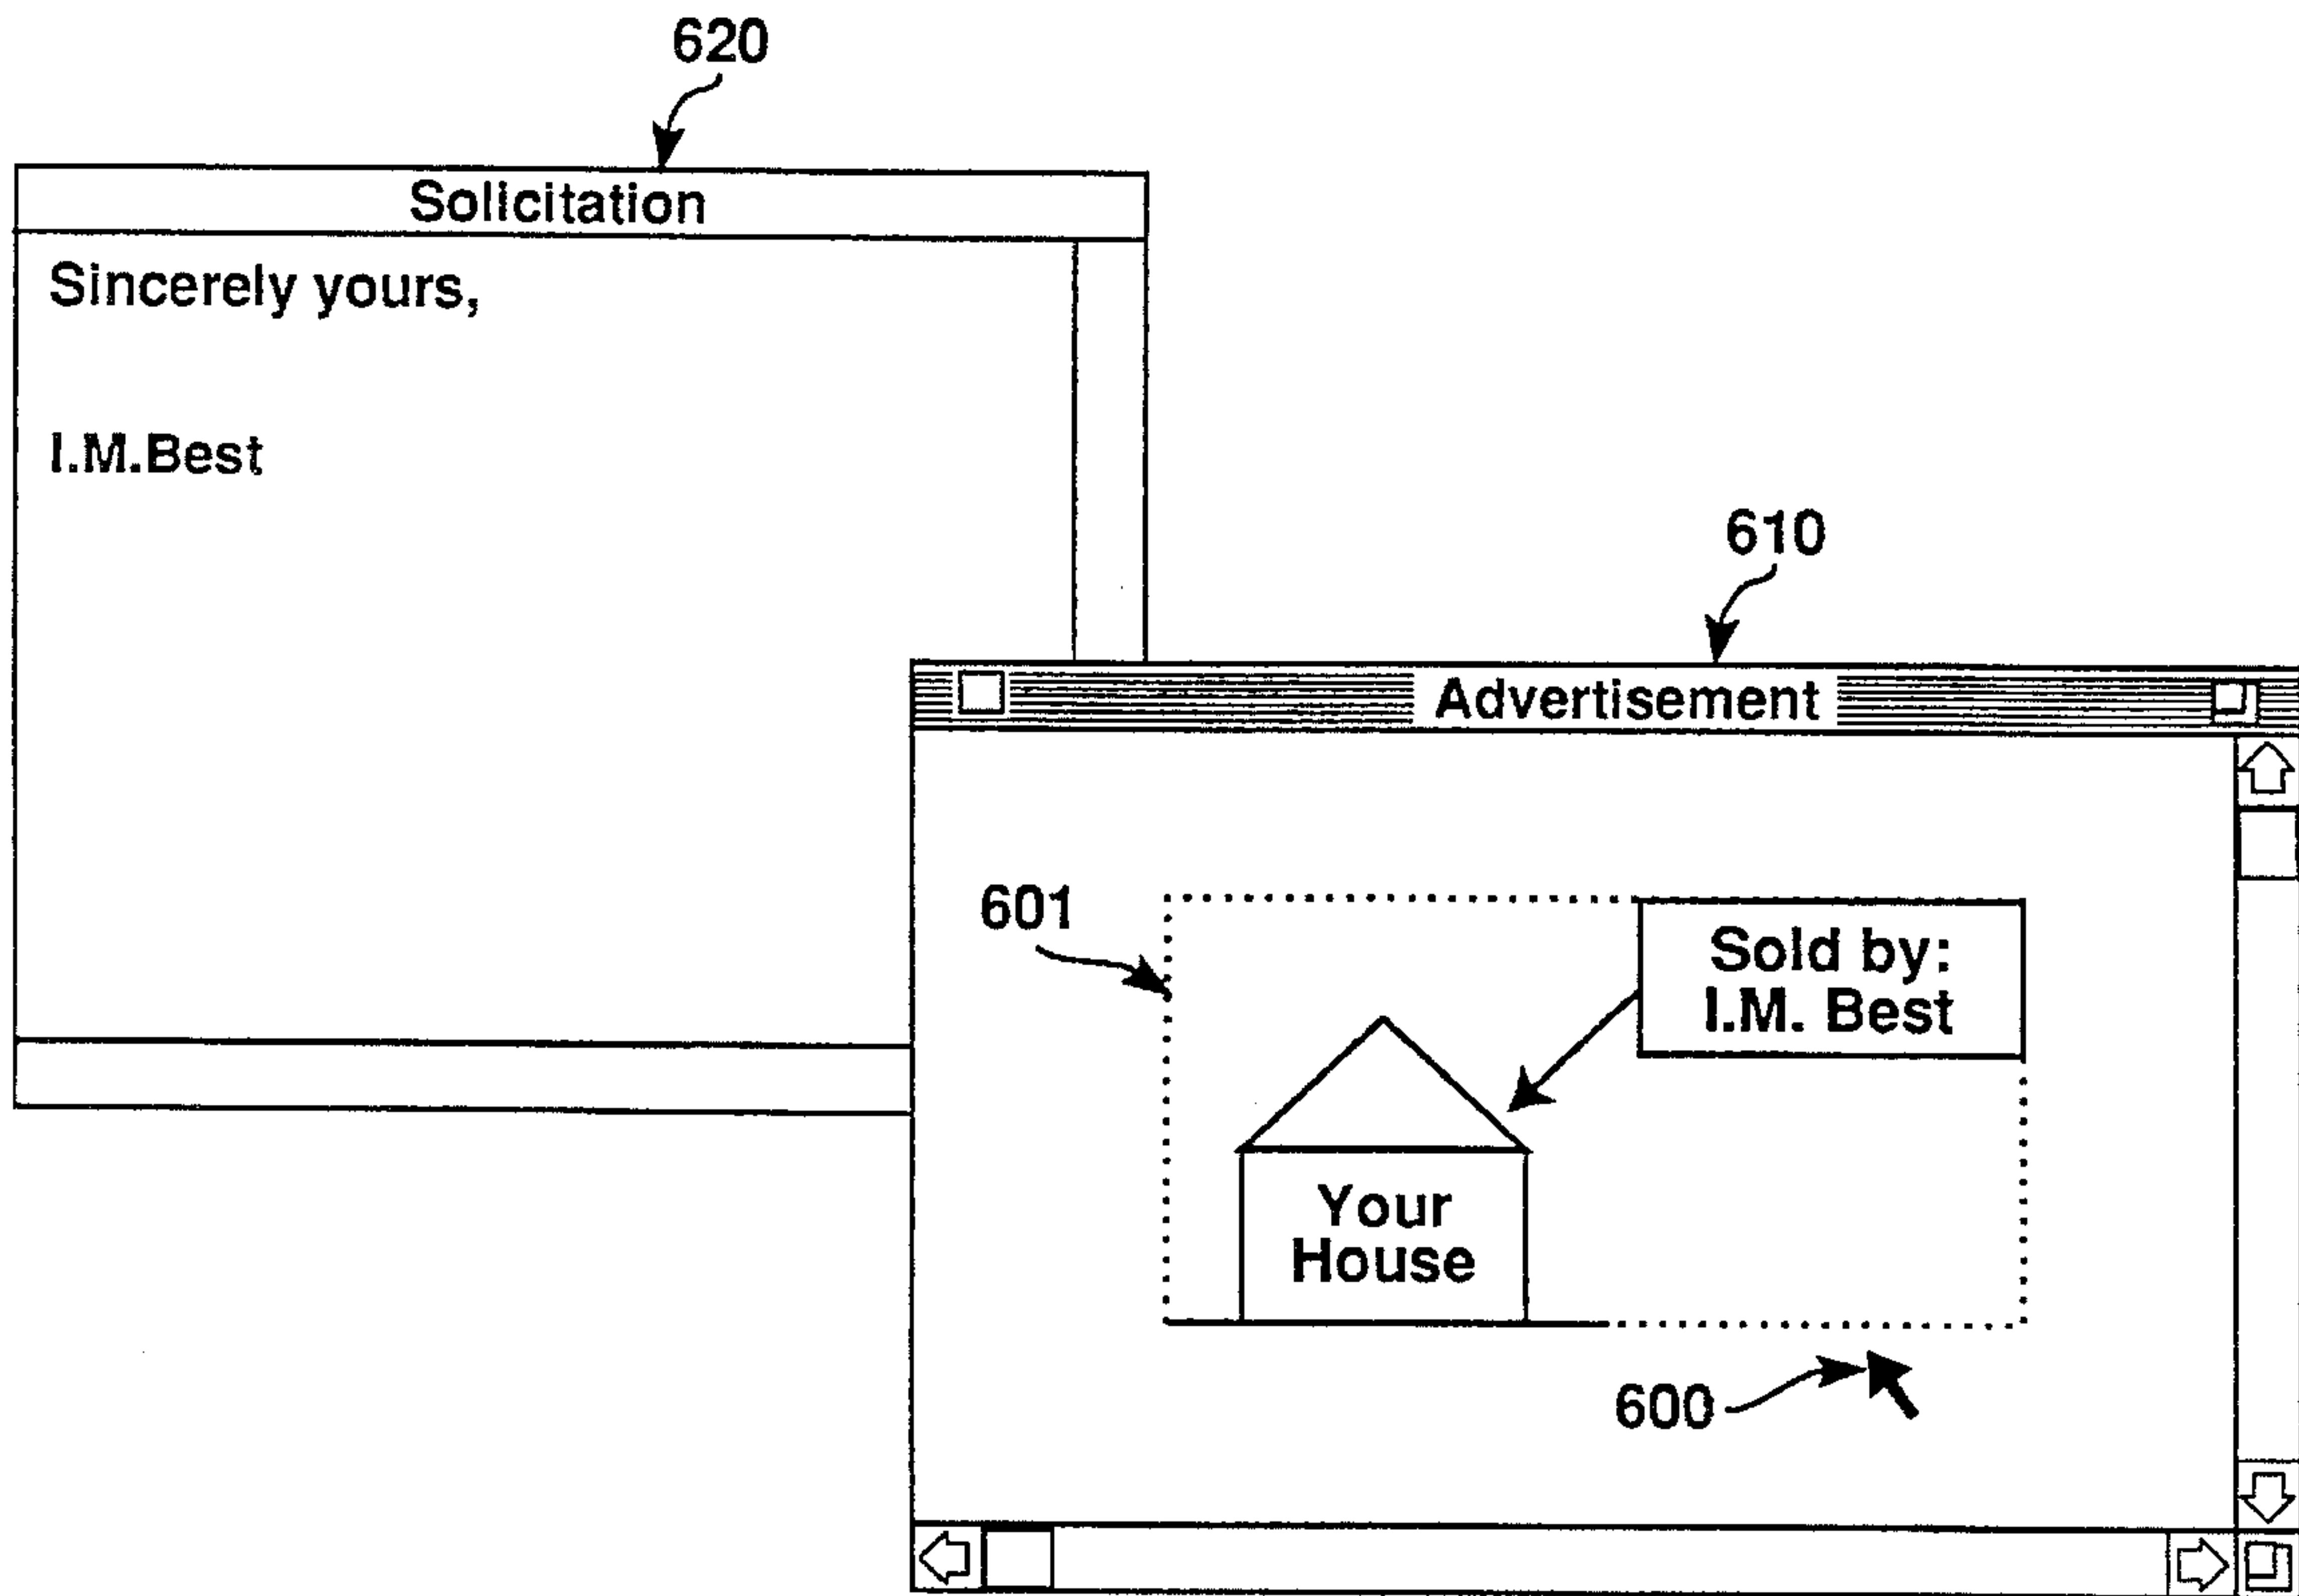 620
Solicitation
Sincerely yours,
I.M.Best
610
Advertisement
601
Sold by:
I.M. Best
Your
House
600